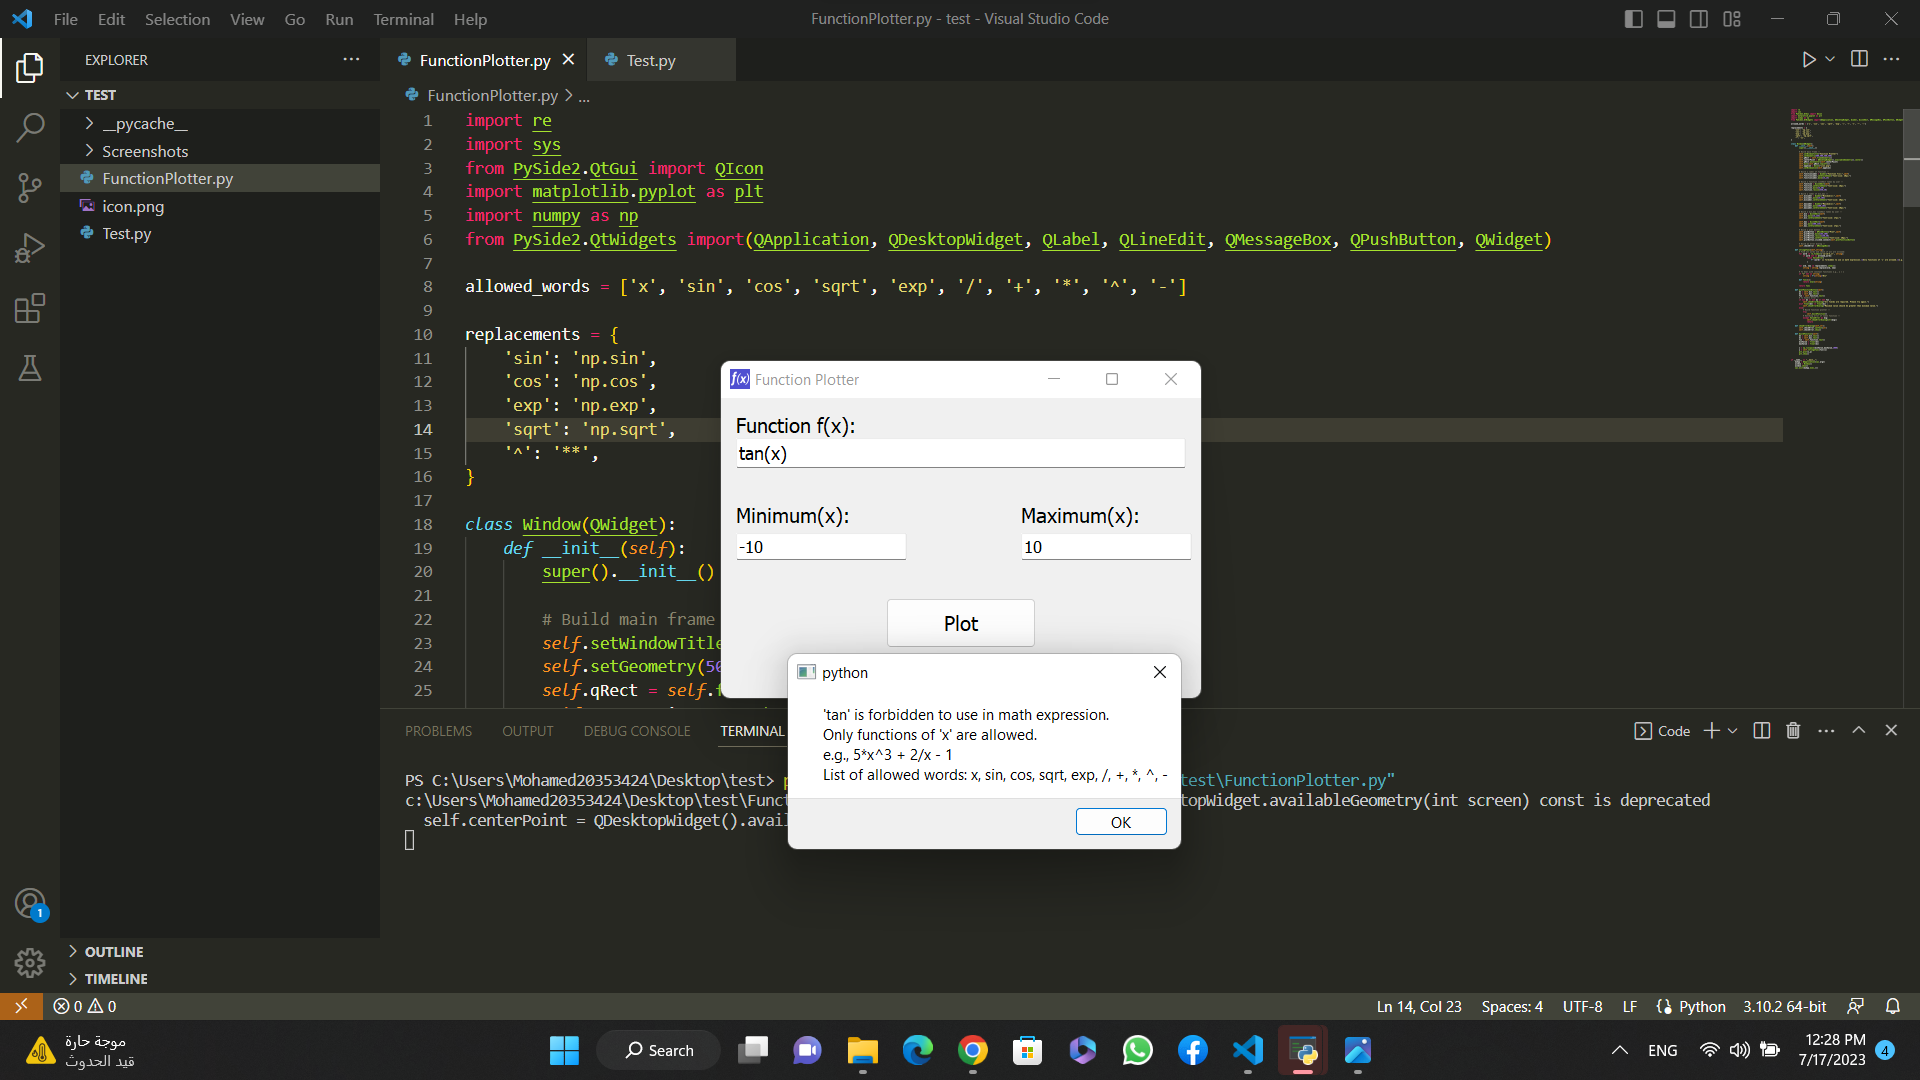 File Edit Selection View Go Run Terminal Help
FunctionPlotter.py - test - Visual Studio Code
EXPLORER
TEST
__pycache__
Screenshots
FunctionPlotter.py
icon.png
Test.py
OUTLINE
TIMELINE
FunctionPlotter.py
Test.py
FunctionPlotter.py > ...
1 import re
2 import sys
3 from PySide2.QtGui import QIcon
4 import matplotlib.pyplot as plt
5 import numpy as np
6 from PySide2.QtWidgets import(QApplication, QDesktopWidget, QLabel, QLineEdit, QMessageBox, QPushButton, QWidget)
7
8 allowed_words = ['x', 'sin', 'cos', 'sqrt', 'exp', '/', '+', '*', '^', '-']
9
10 replacements = {
11 'sin': 'np.sin',
12 'cos': 'np.cos',
13 'exp': 'np.exp',
14 'sqrt': 'np.sqrt',
15 '^': '**',
16 }
17
18 class Window(QWidget):
19 def __init__(self):
20 super().__init__()
21
22 # Build main frame
23 self.setWindowTitle
24 self.setGeometry(50
25 self.qRect = self.f
f(x) Function Plotter
Function f(x):
tan(x)
Minimum(x):
Maximum(x):
-10
10
Plot
python
'tan' is forbidden to use in math expression.
Only functions of 'x' are allowed.
e.g., 5*x^3 + 2/x - 1
List of allowed words: x, sin, cos, sqrt, exp, /, +, *, ^, -
OK
PROBLEMS OUTPUT DEBUG CONSOLE TERMINAL
Code
PS C:\Users\Mohamed20353424\Desktop\test> p test\FunctionPlotter.py"
c:\Users\Mohamed20353424\Desktop\test\Funct topWidget.availableGeometry(int screen) const is deprecated
self.centerPoint = QDesktopWidget().avail
1
0 0
Ln 14, Col 23 Spaces: 4 UTF-8 LF Python 3.10.2 64-bit
موجة حارة
قيد الحدوث
Search
ENG
12:28 PM
7/17/2023
4